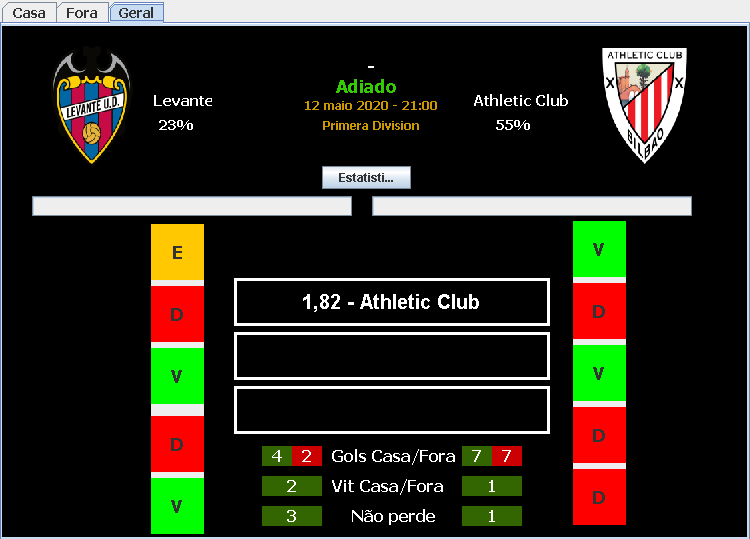 Casa Fora Geral
-
Adiado
12 maio 2020 - 21:00
Primera Division
LEVANTE U.D.
Levante
23%
Athletic Club
55%
ATHLETIC CLUB
BILBAO
Estatisti...
E
D
V
D
V
V
D
V
D
D
1,82 - Athletic Club
4 2 Gols Casa/Fora 7 7
2 Vit Casa/Fora 1
3 Não perde 1